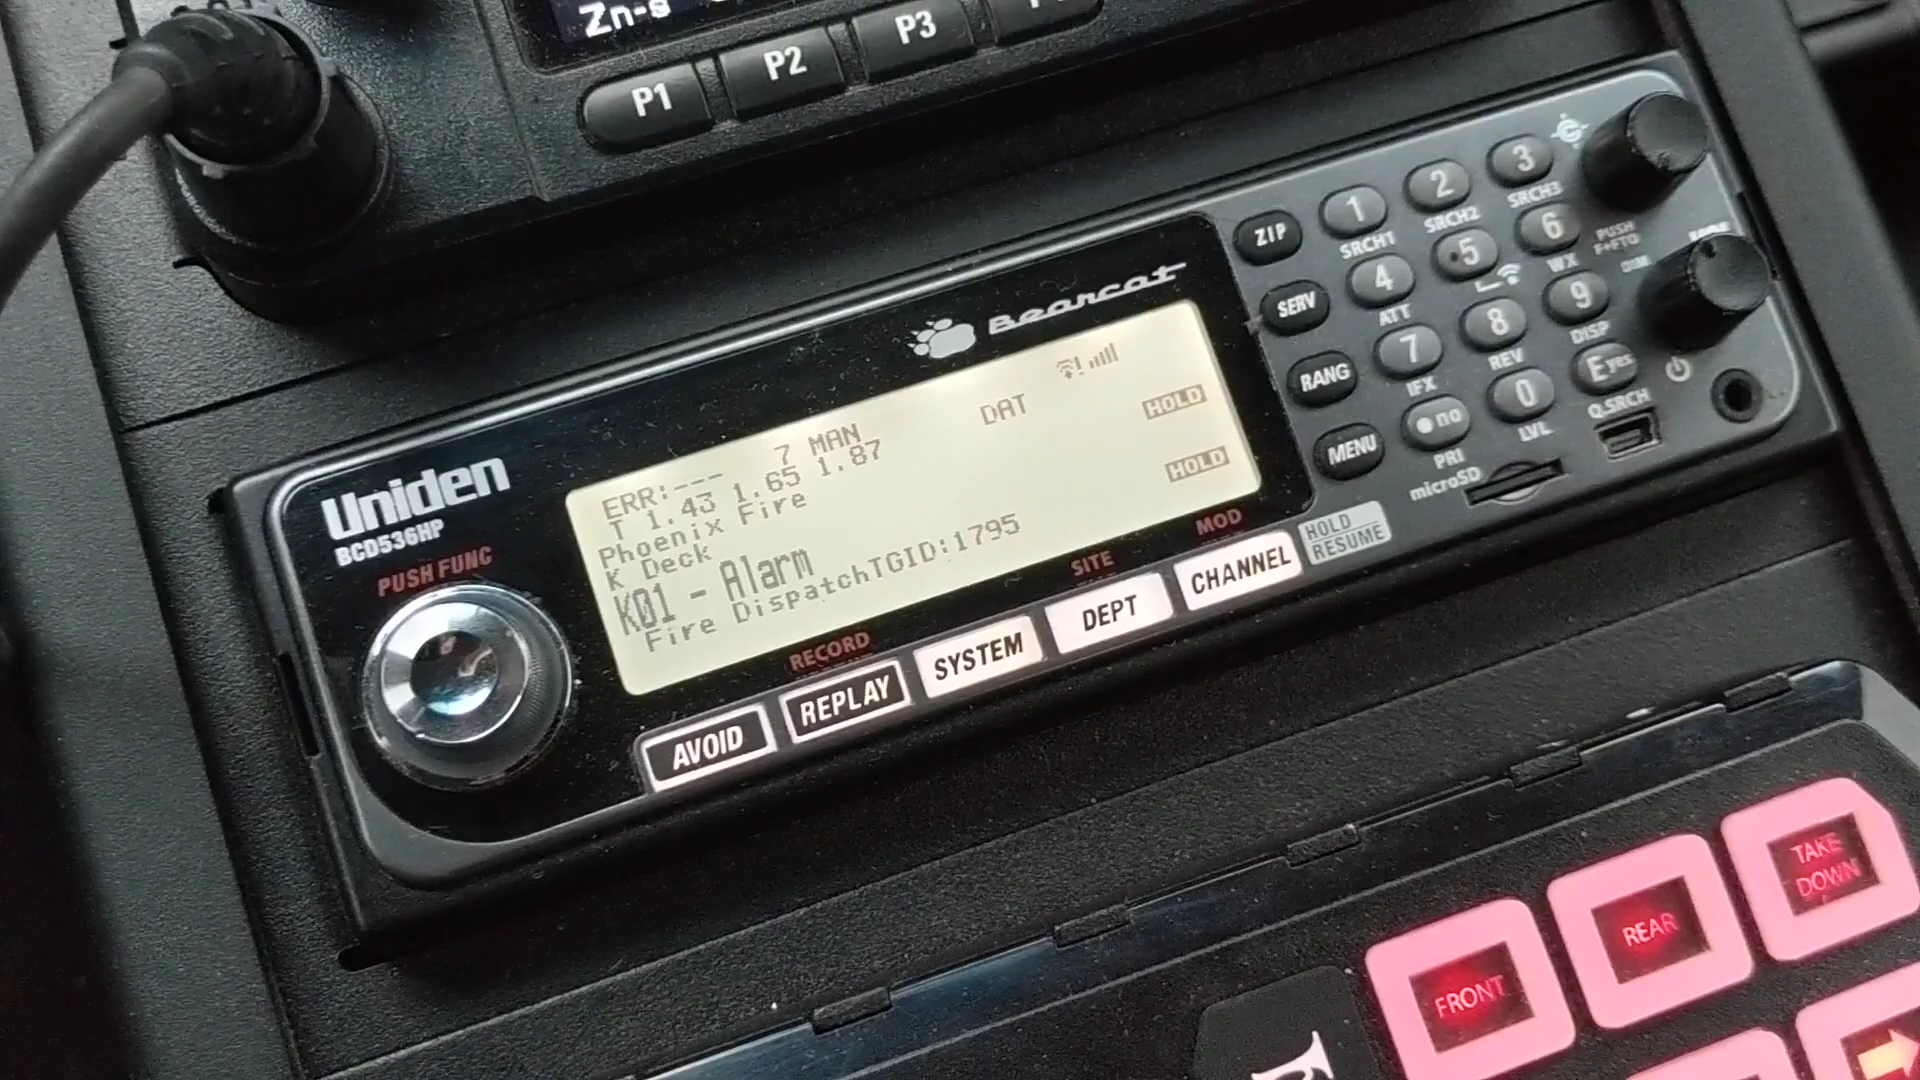 Zn-s
P1
P2
P3
Bearcat
Uniden
BCD536HP
PUSH FUNC
ERR:--- 7 MAN DAT
T 1.43 1.65 1.87
Phoenix Fire HOLD
K Deck
K01 - Alarm HOLD
Fire DispatchTGID:1795
RECORD
SITE
MOD
AVOID
REPLAY
SYSTEM
DEPT
CHANNEL
HOLD
RESUME
ZIP
1
2
3
SRCH1
SRCH2
SRCH3
SERV
4
5
6
ATT
WX
PUSH
DIM
RANG
7
8
9
IFX
REV
DISP
MENU
no
0
E yes
PRI
LVL
Q.SRCH
microSD
FRONT
REAR
TAKE
DOWN